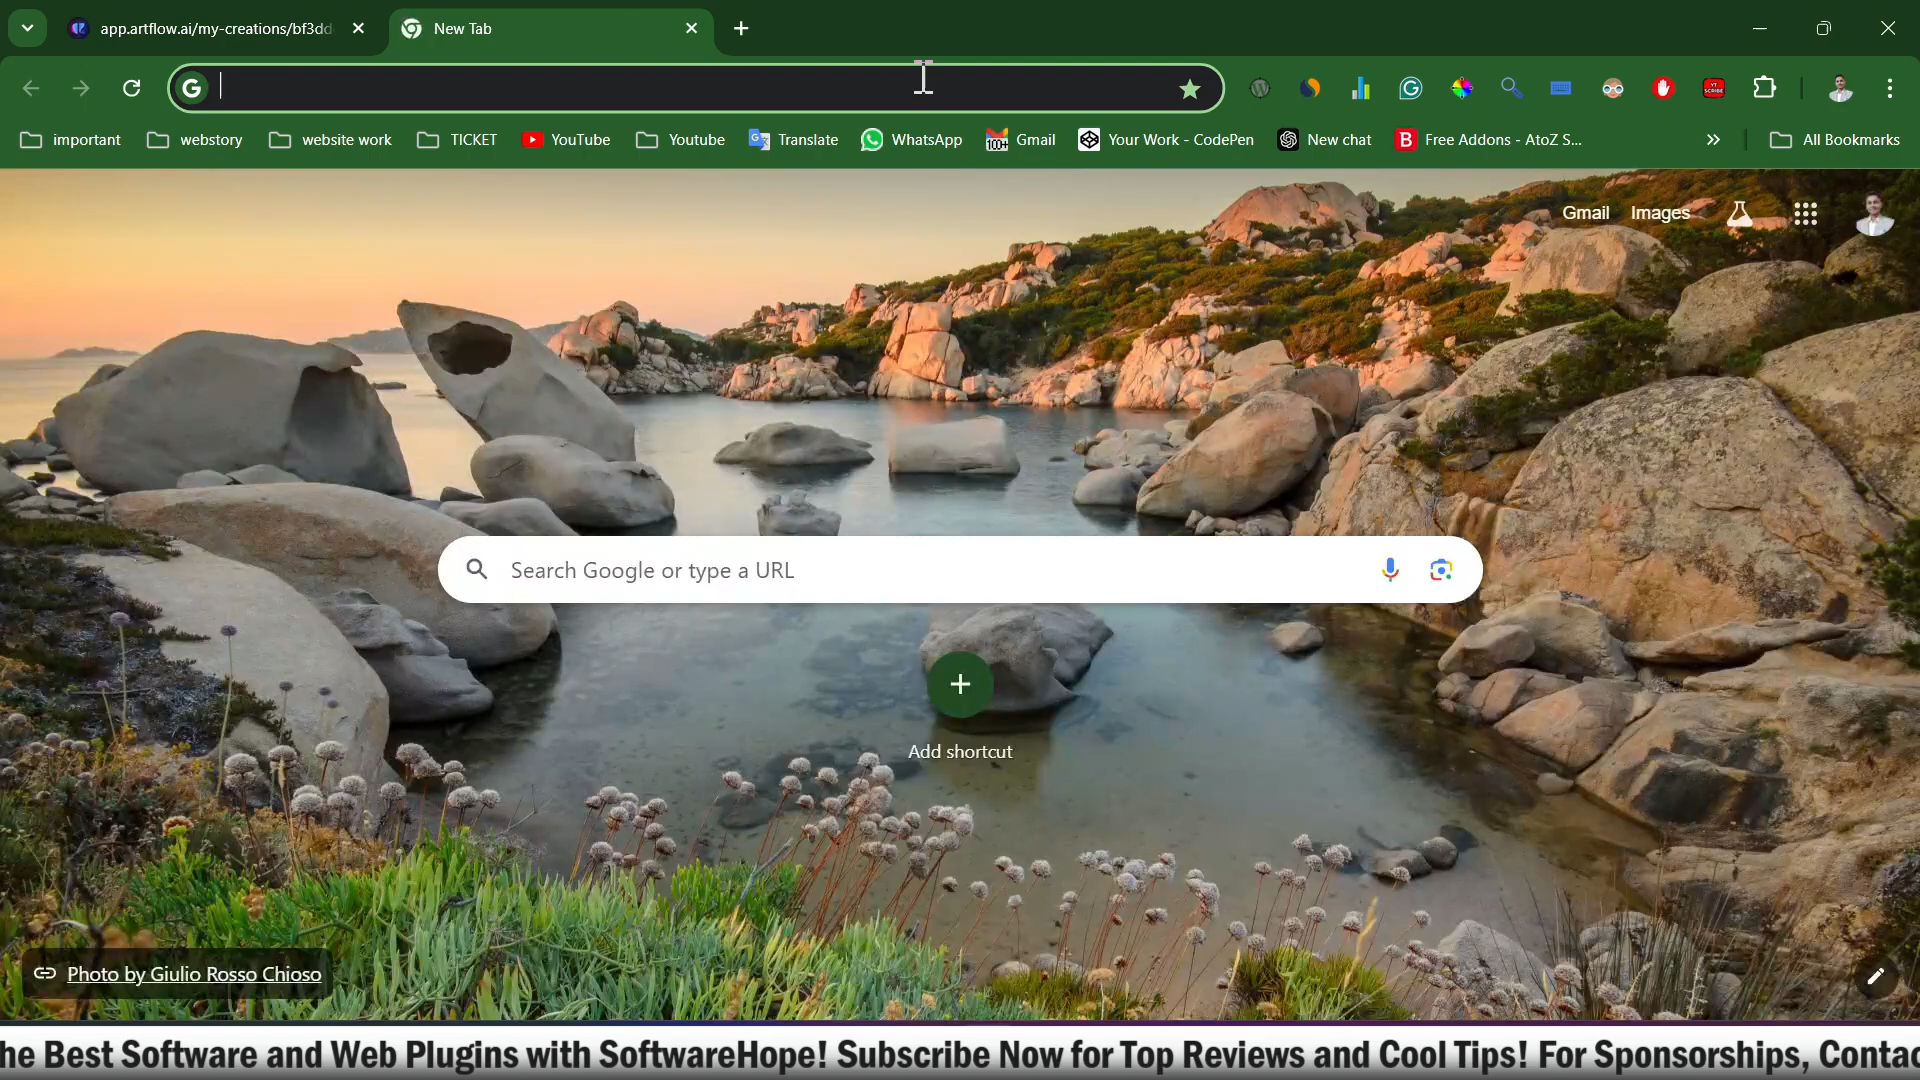 app.artflow.ai/my-creations/bf3dd
New Tab
important
webstory
website work
TICKET
YouTube
Youtube
Translate
WhatsApp
100+
Gmail
Your Work - CodePen
New chat
B
Free Addons - AtoZ S...
All Bookmarks
Gmail
Images
Search Google or type a URL
Add shortcut
Photo by Giulio Rosso Chioso
he Best Software and Web Plugins with SoftwareHope! Subscribe Now for Top Reviews and Cool Tips! For Sponsorships, Contac